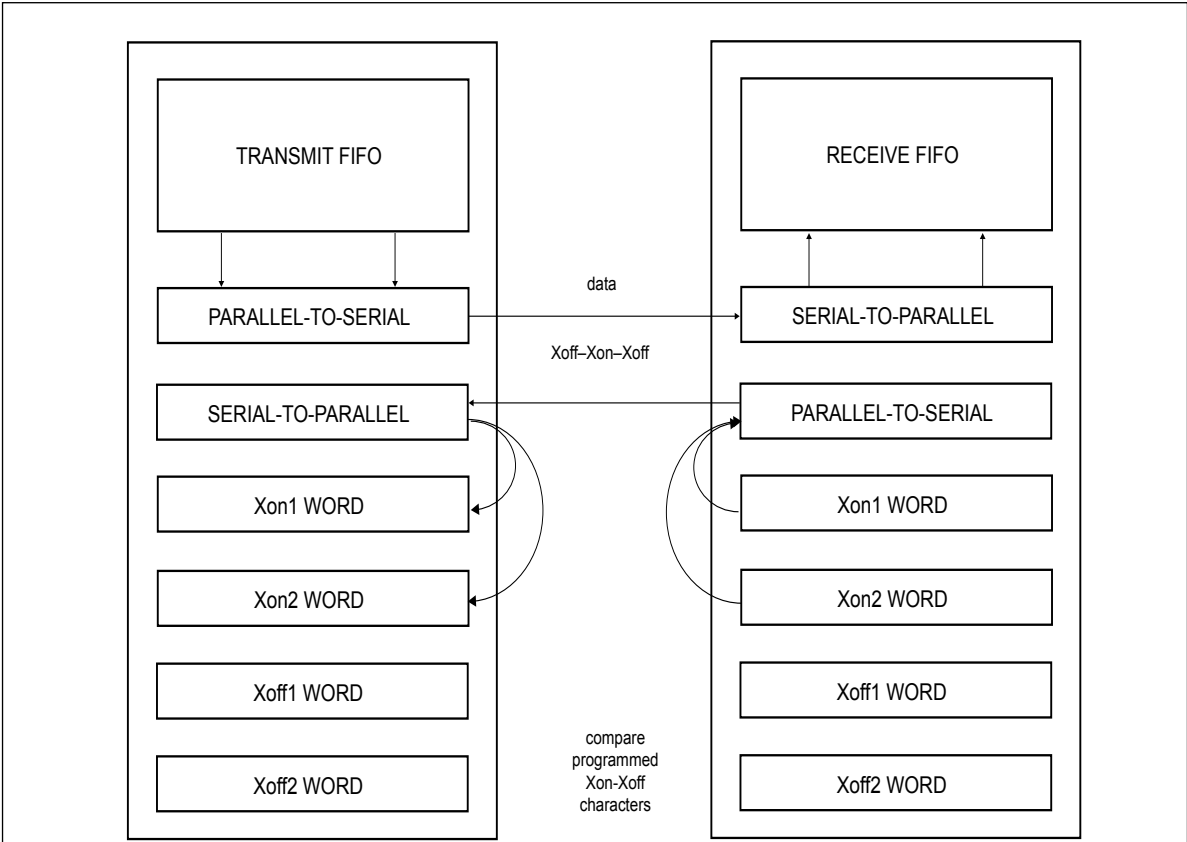 TRANSMIT FIFO
PARALLEL-TO-SERIAL
SERIAL-TO-PARALLEL
Xon1 WORD
Xon2 WORD
Xoff1 WORD
Xoff2 WORD
data
Xoff–Xon–Xoff
compare
programmed
Xon-Xoff
characters
RECEIVE FIFO
SERIAL-TO-PARALLEL
PARALLEL-TO-SERIAL
Xon1 WORD
Xon2 WORD
Xoff1 WORD
Xoff2 WORD